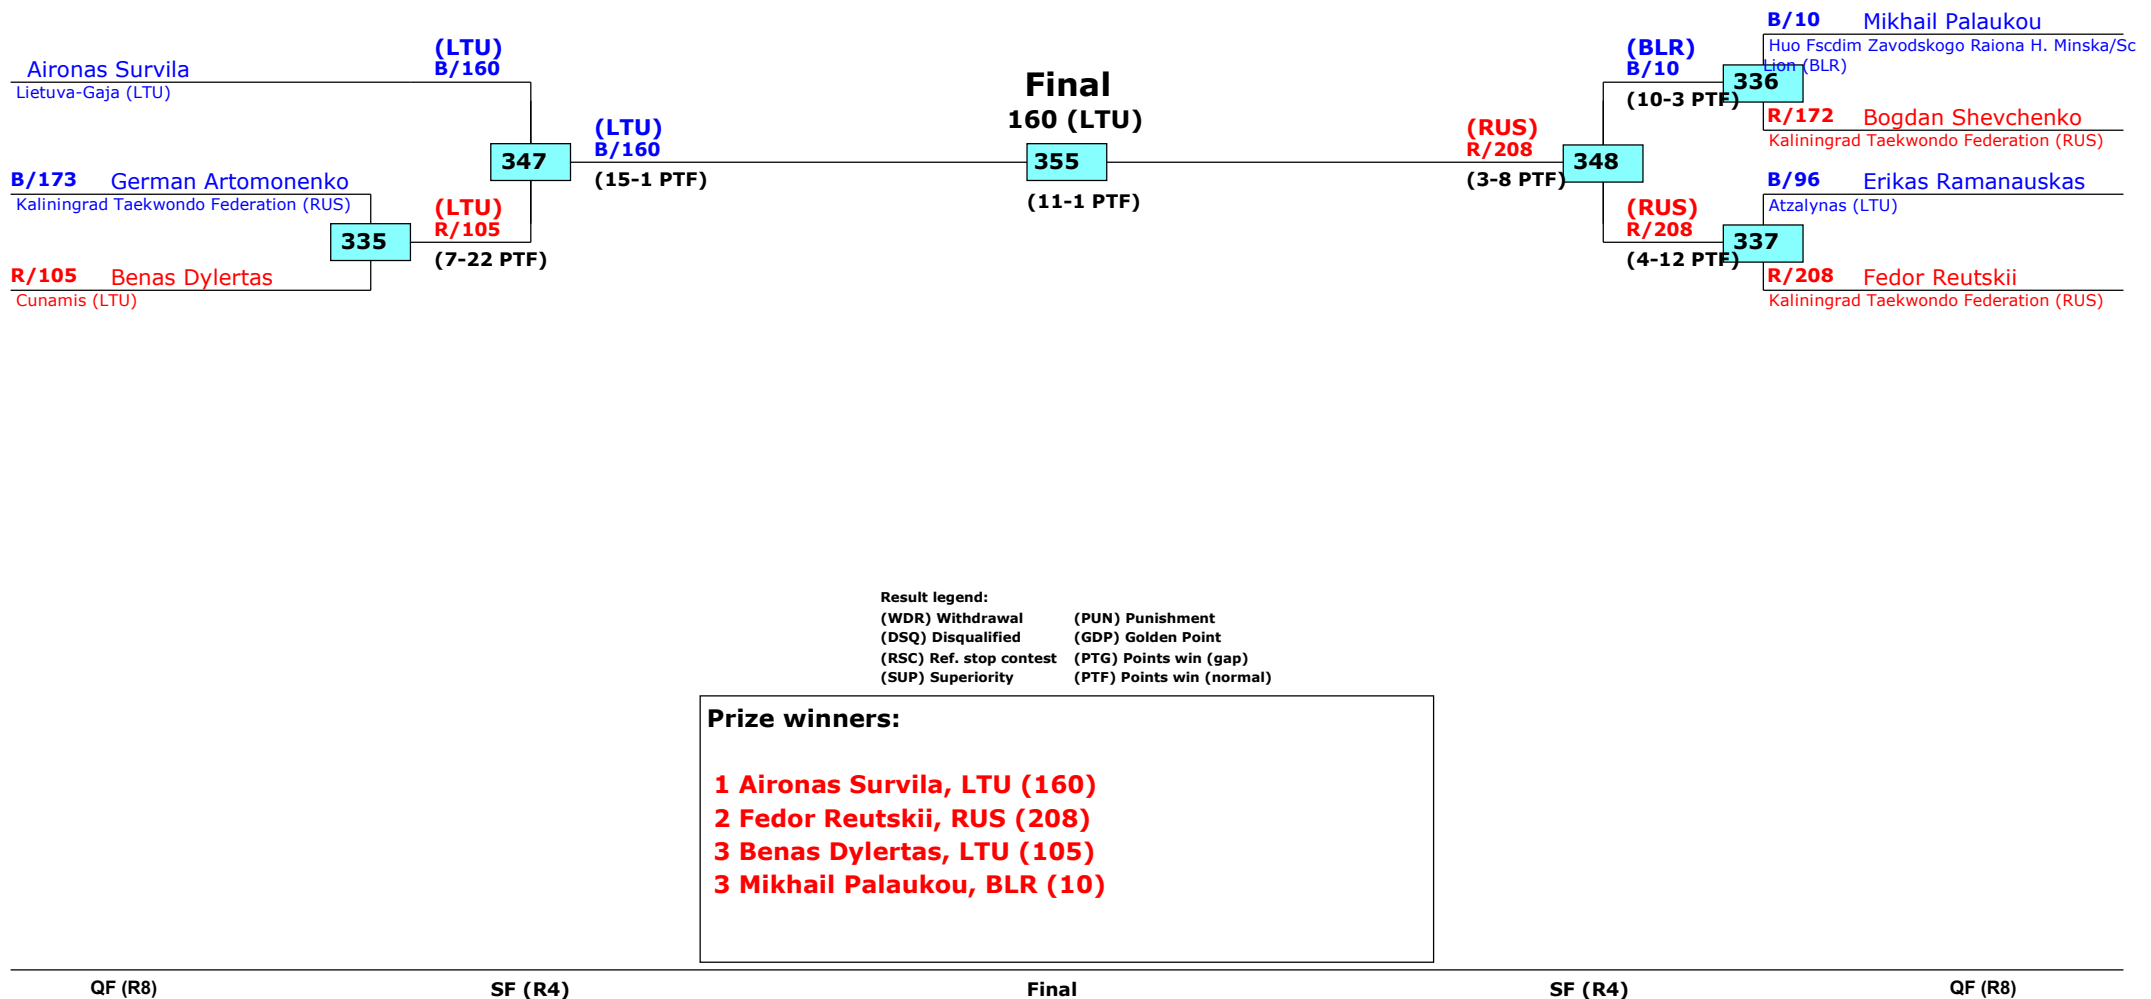 Aironas Survila
Lietuva-Gaja (LTU)
(LTU)
B/160
B/173 German Artomonenko
Kaliningrad Taekwondo Federation (RUS)
335
R/105 Benas Dylertas
Cunamis (LTU)
(LTU)
R/105
(7-22 PTF)
347
(LTU)
B/160
(15-1 PTF)
Final
160 (LTU)
355
(11-1 PTF)
(RUS)
R/208
(3-8 PTF)
348
(BLR)
B/10
(10-3 PTF)
336
B/10 Mikhail Palaukou
Huo Fscdim Zavodskogo Raiona H. Minska/Sc
Lion (BLR)
R/172 Bogdan Shevchenko
Kaliningrad Taekwondo Federation (RUS)
(RUS)
R/208
(4-12 PTF)
337
B/96 Erikas Ramanauskas
Atzalynas (LTU)
R/208 Fedor Reutskii
Kaliningrad Taekwondo Federation (RUS)
Result legend:
(WDR) Withdrawal (PUN) Punishment
(DSQ) Disqualified (GDP) Golden Point
(RSC) Ref. stop contest (PTG) Points win (gap)
(SUP) Superiority (PTF) Points win (normal)
Prize winners:
1 Aironas Survila, LTU (160)
2 Fedor Reutskii, RUS (208)
3 Benas Dylertas, LTU (105)
3 Mikhail Palaukou, BLR (10)
QF (R8) SF (R4) Final SF (R4) QF (R8)